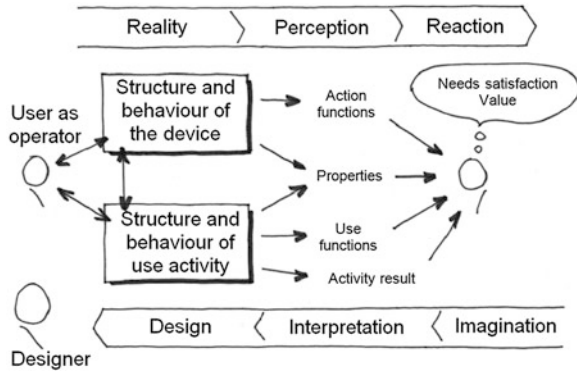 Reality Perception Reaction
Structure and
behaviour of
the device
User as
operator
Action
functions
Needs satisfaction
Value
Properties
Structure and
behaviour of
use activity
Use
functions
Activity result
Design Interpretation Imagination
Designer